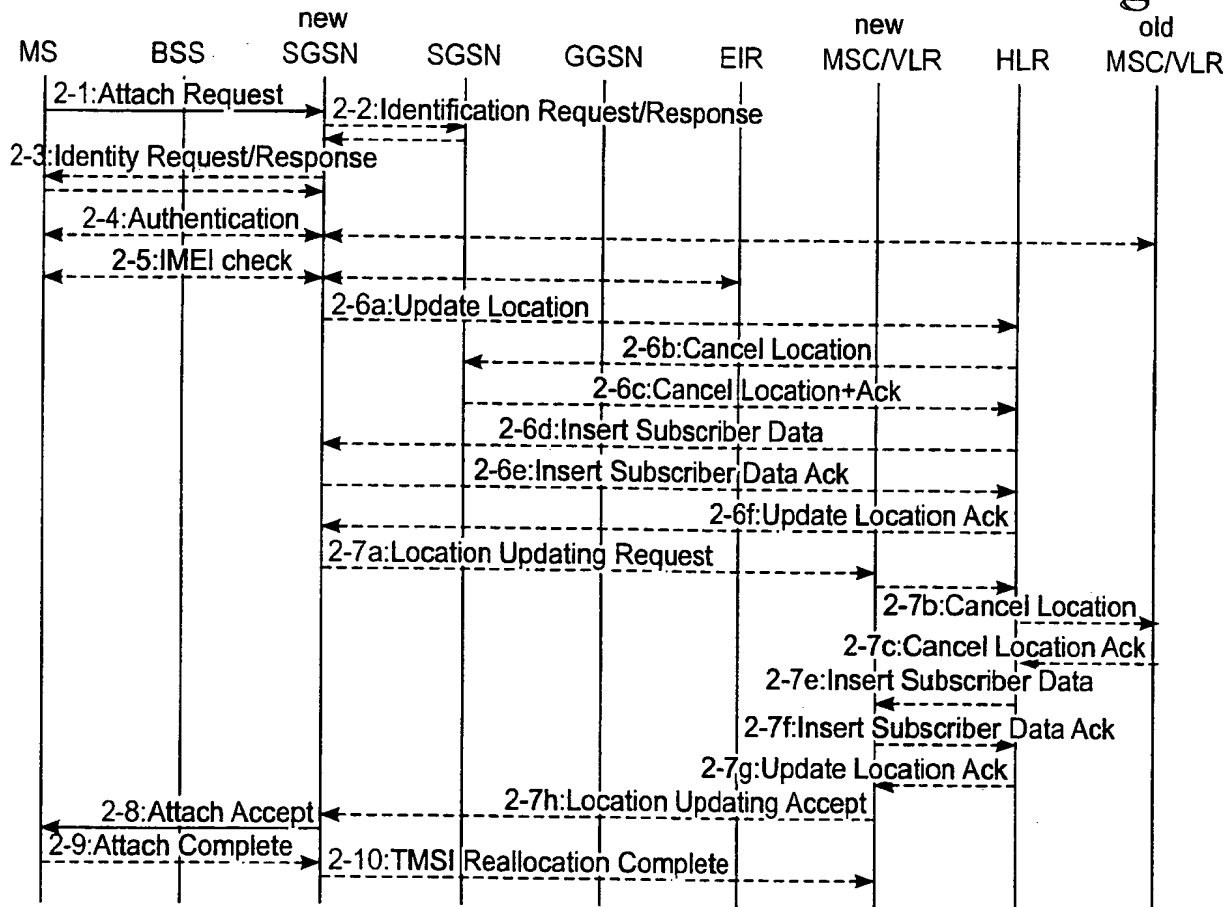 g
new
new
old
MS BSS SGSN SGSN GGSN EIR MSC/VLR HLR MSC/VLR
2-1:Attach Request
2-2:Identification Request/Response
2-3:Identity Request/Response
2-4:Authentication
2-5:IMEI check
2-6a:Update Location
2-6b:Cancel Location
2-6c:Cancel Location+Ack
2-6d:Insert Subscriber Data
2-6e:Insert Subscriber Data Ack
2-6f:Update Location Ack
2-7a:Location Updating Request
2-7b:Cancel Location
2-7c:Cancel Location Ack
2-7e:Insert Subscriber Data
2-7f:Insert Subscriber Data Ack
2-7g:Update Location Ack
2-7h:Location Updating Accept
2-8:Attach Accept
2-9:Attach Complete
2-10:TMSI Reallocation Complete